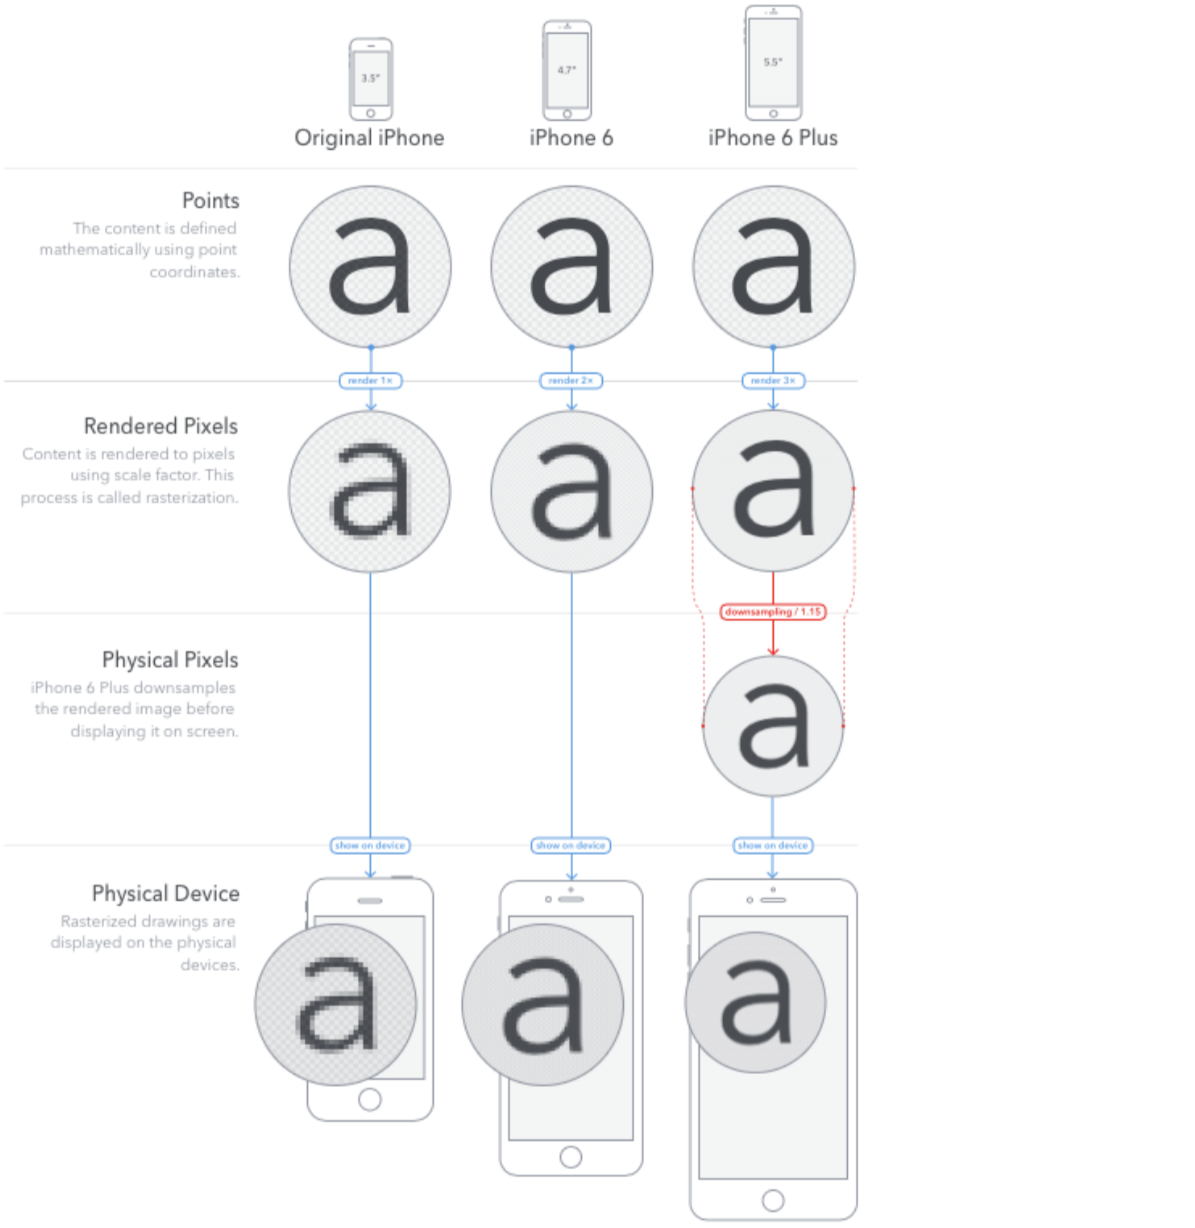 3.5"
4.7"
5.5"
Original iPhone
iPhone 6
iPhone 6 Plus
Points
The content is defined
mathematically using point
coordinates.
a
a
a
render 1×
render 2×
render 3×
Rendered Pixels
Content is rendered to pixels
using scale factor. This
process is called rasterization.
a
a
a
downsampling / 1.15
Physical Pixels
iPhone 6 Plus downsamples
the rendered image before
displaying it on screen.
a
show on device
show on device
show on device
Physical Device
Rasterized drawings are
displayed on the physical
devices.
a
a
a